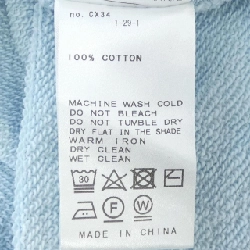 no. CX34
( 29 )
100% COTTON
MACHINE WASH COLD
DO NOT BLEACH
DO NOT TUMBLE DRY
DRY FLAT IN THE SHADE
WARM IRON
DRY CLEAN
WET CLEAN
30
P W
MADE IN CHINA